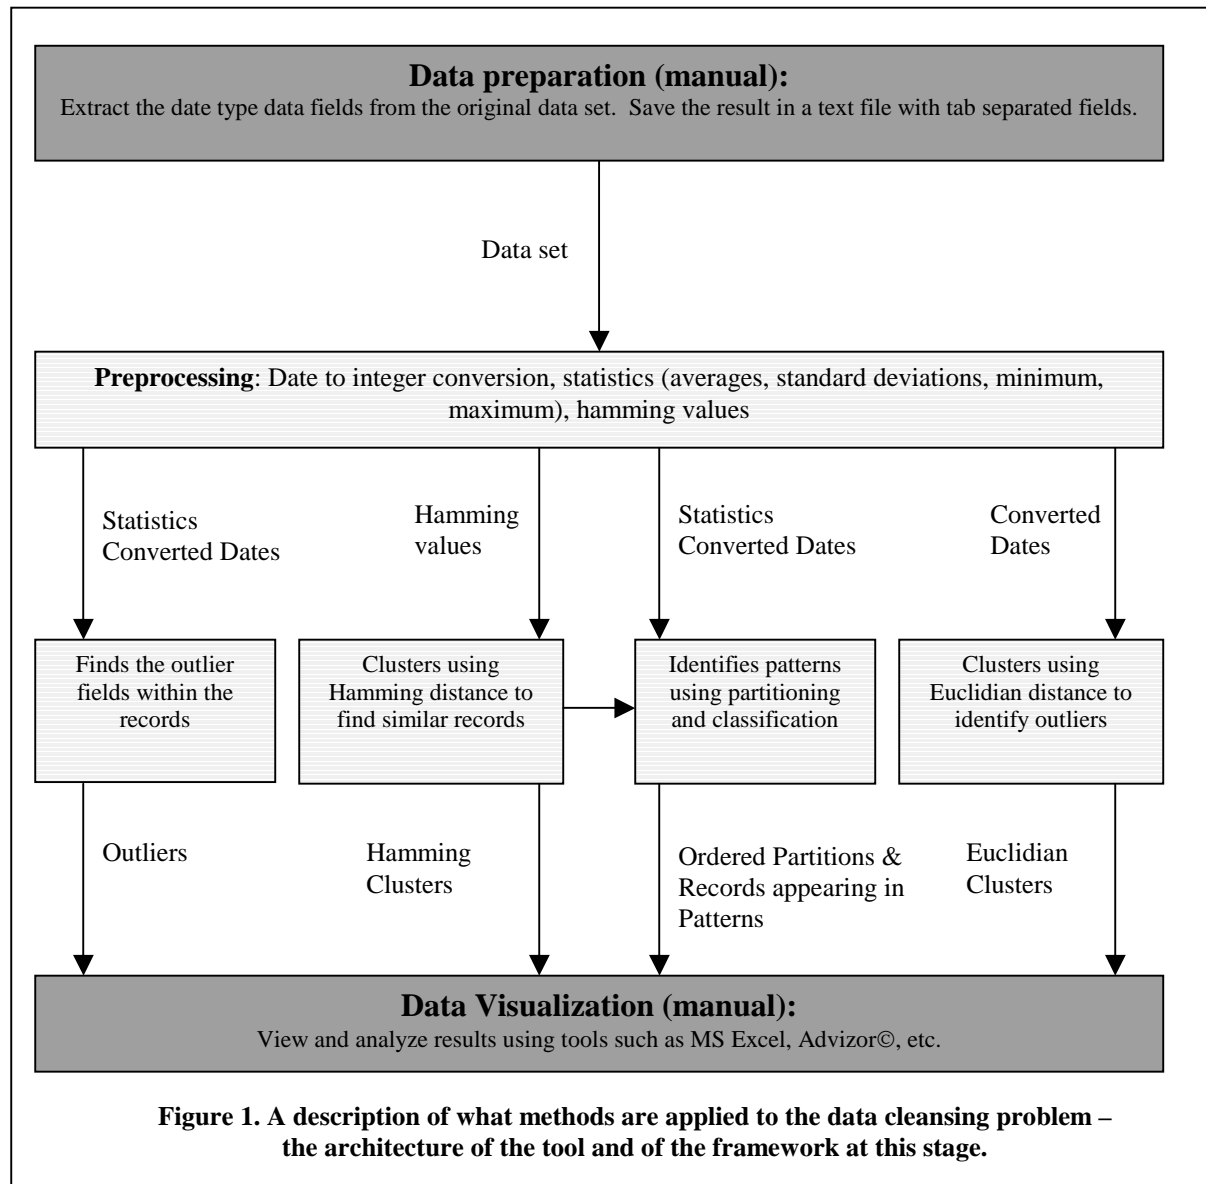 Data preparation (manual):
Extract the date type data fields from the original data set.  Save the result in a text file with tab separated fields.
Data set
Preprocessing: Date to integer conversion, statistics (averages, standard deviations, minimum,
maximum), hamming values
Statistics
Converted Dates
Hamming
values
Statistics
Converted Dates
Converted
Dates
Finds the outlier
fields within the
records
Clusters using
Hamming distance to
find similar records
Identifies patterns
using partitioning
and classification
Clusters using
Euclidian distance to
identify outliers
Outliers
Hamming
Clusters
Ordered Partitions &
Records appearing in
Patterns
Euclidian
Clusters
Data Visualization (manual):
View and analyze results using tools such as MS Excel, Advizor©, etc.
Figure 1. A description of what methods are applied to the data cleansing problem –
the architecture of the tool and of the framework at this stage.